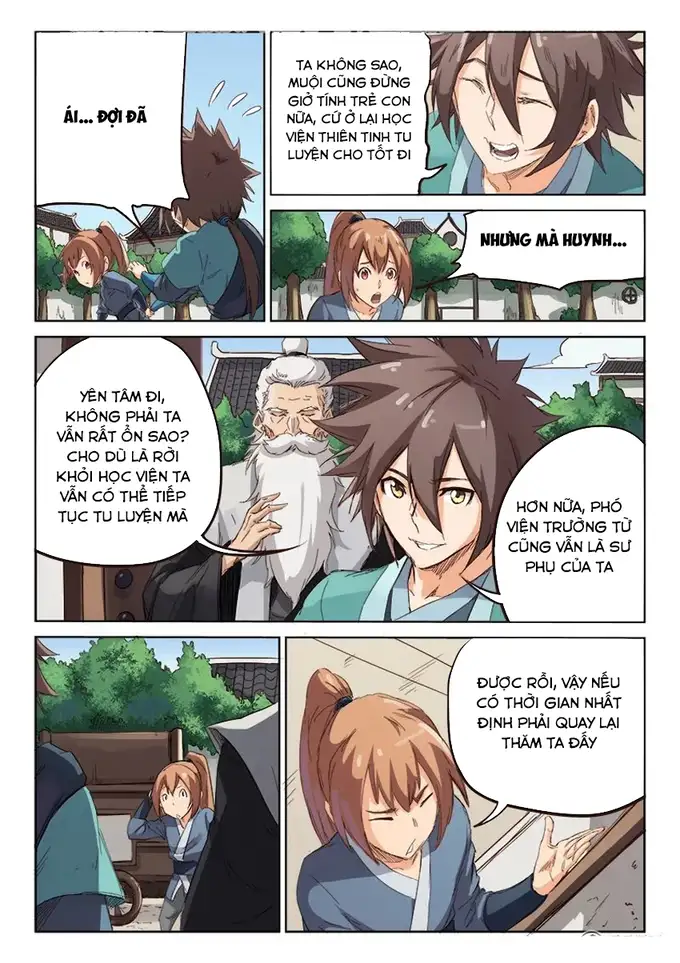 ÁI... ĐỢI ĐÃ
TA KHÔNG SAO,
MUỘI CŨNG ĐỪNG
GIỞ TÍNH TRẺ CON
NỮA, CỨ Ở LẠI HỌC
VIỆN THIÊN TINH TU
LUYỆN CHO TỐT ĐI
NHƯNG MÀ HUYNH...
YÊN TÂM ĐI,
KHÔNG PHẢI TA
VẪN RẤT ỔN SAO?
CHO DÙ LÀ RỜI
KHỎI HỌC VIỆN TA
VẪN CÓ THỂ TIẾP
TỤC TU LUYỆN MÀ
HƠN NỮA, PHÓ
VIỆN TRƯỞNG TỪ
CŨNG VẪN LÀ SƯ
PHỤ CỦA TA
ĐƯỢC RỒI, VẬY NẾU
CÓ THỜI GIAN NHẤT
ĐỊNH PHẢI QUAY LẠI
THĂM TA ĐẤY